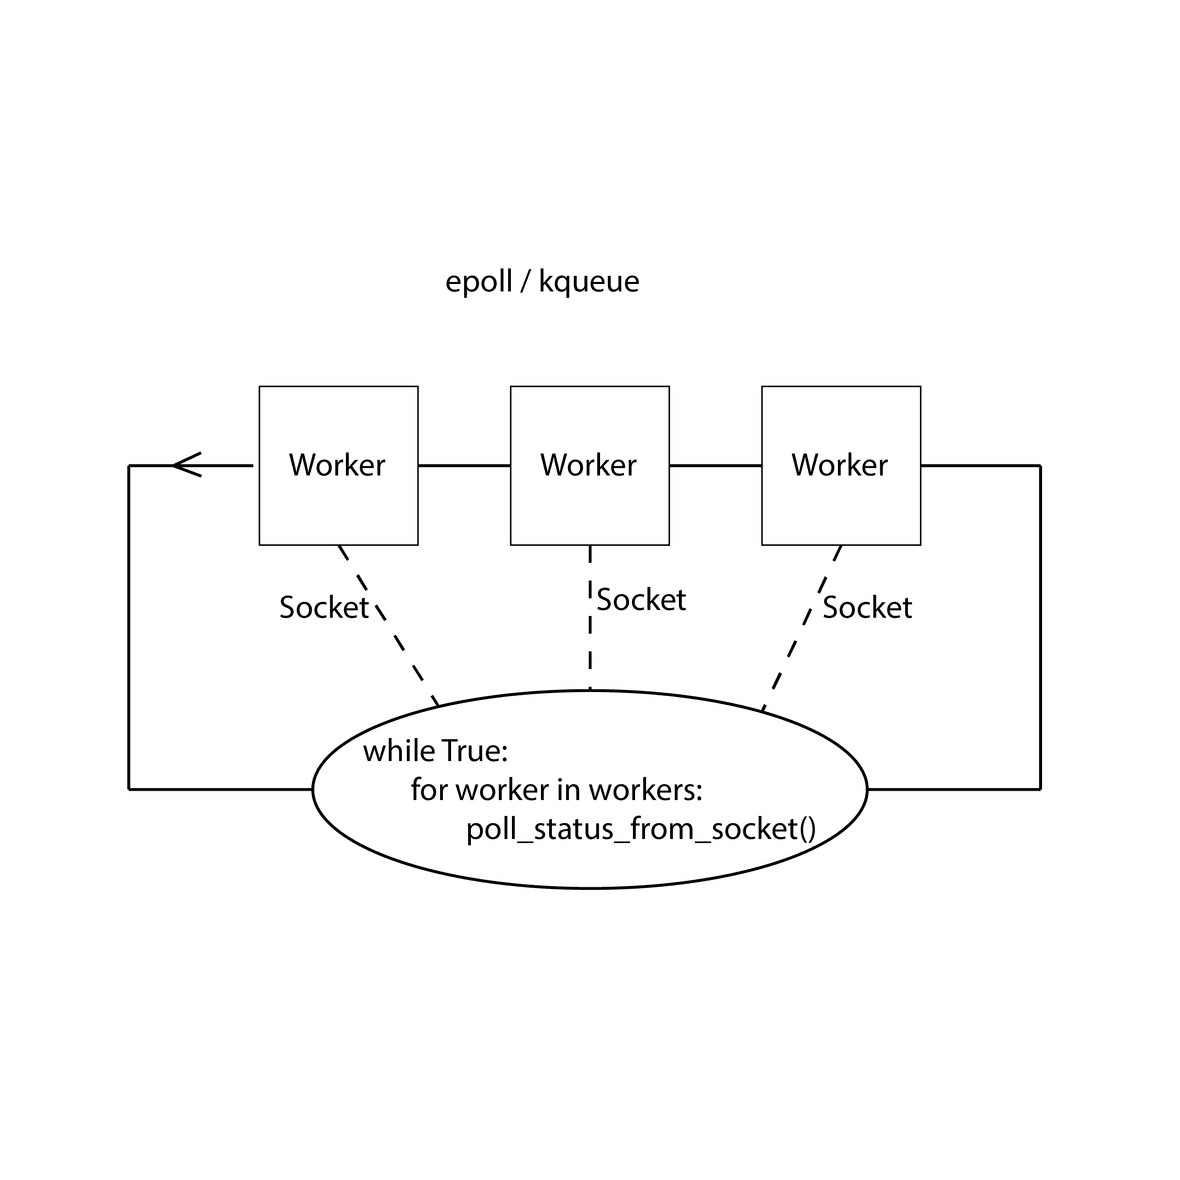 epoll / kqueue
Worker
Worker
Worker
Socket
Socket
Socket
while True:
for worker in workers:
poll_status_from_socket()